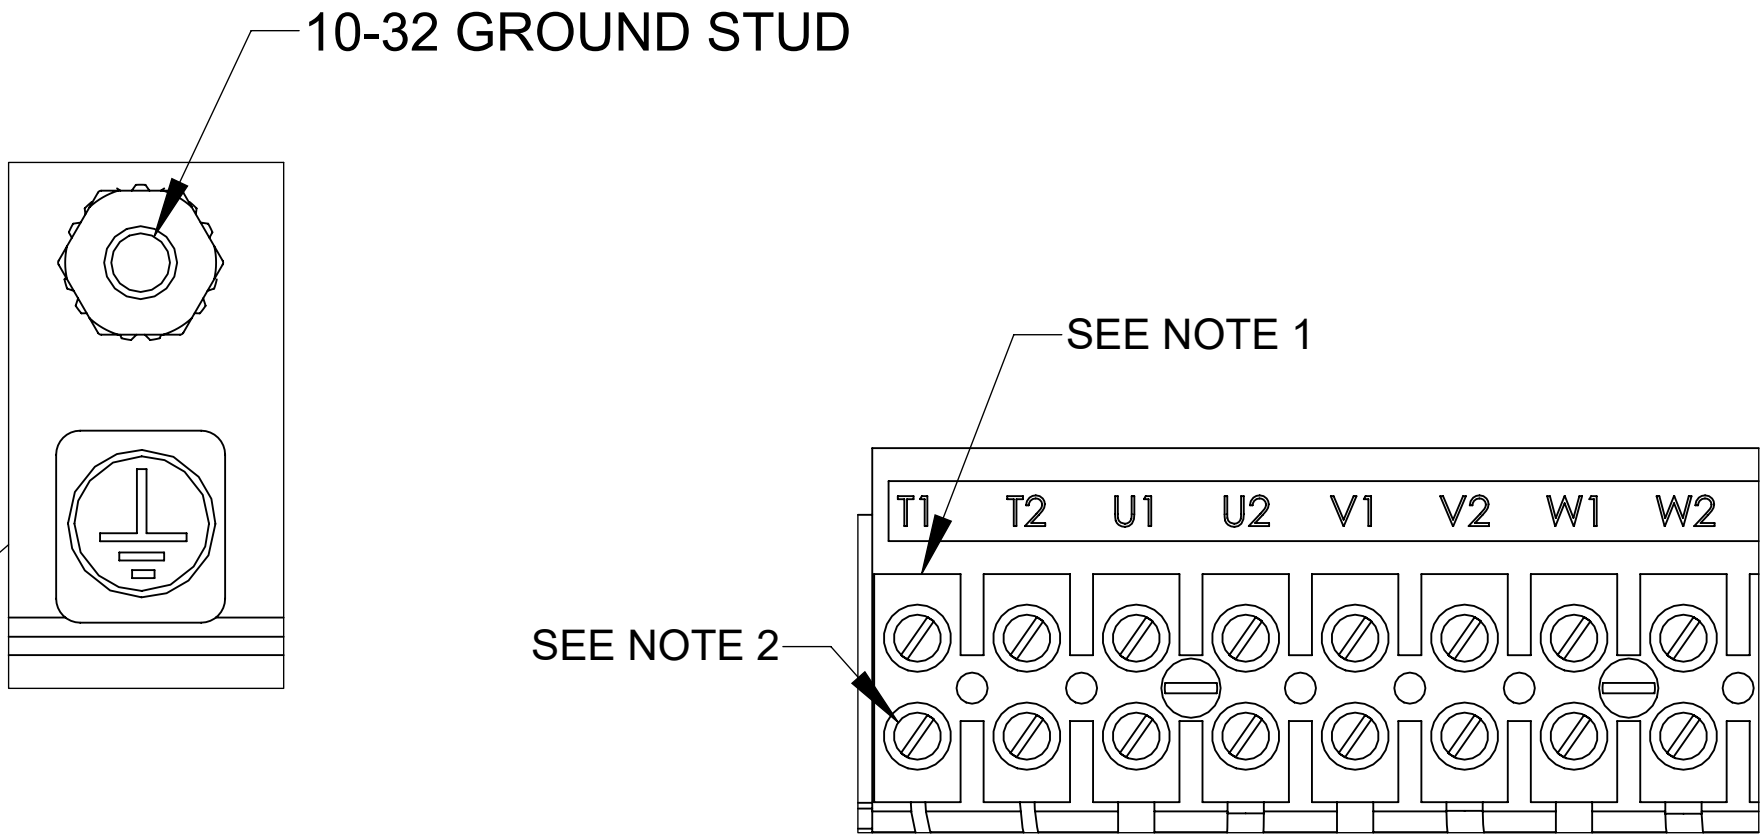 10-32 GROUND STUD
SEE NOTE 1
T1 T2 U1 U2 V1 V2 W1 W2
SEE NOTE 2